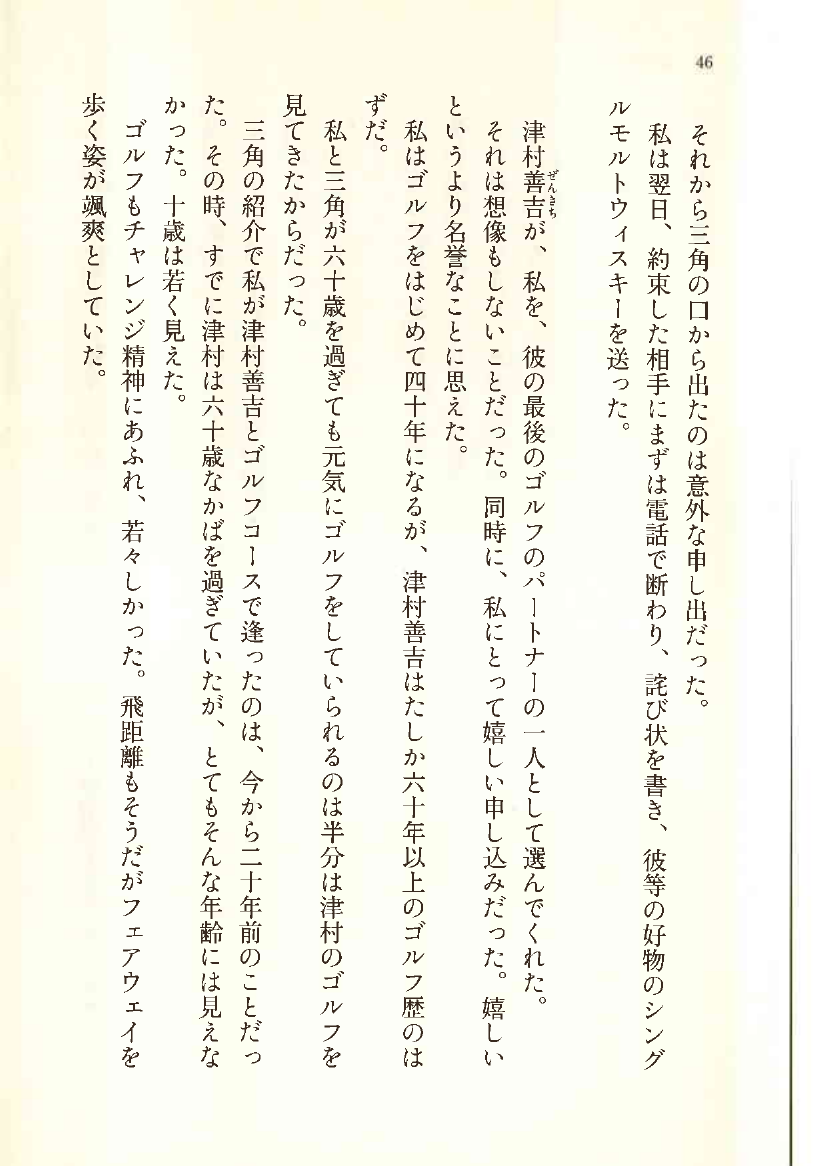 46
それから三角の口から出たのは意外な申し出だった。
私は翌日、約束した相手にまずは電話で断わり、詫び状を書き、彼等の好物のシング
ルモルトウィスキーを送った。
津村善吉が、私を、彼の最後のゴルフのパートナーの一人として選んでくれた。
ぜんきち
それは想像もしないことだった。同時に、私にとって嬉しい申し込みだった。嬉しい
というより名誉なことに思えた。
私はゴルフをはじめて四十年になるが、津村善吉はたしか六十年以上のゴルフ歴のは
ずだ。
私と三角が六十歳を過ぎても元気にゴルフをしていられるのは半分は津村のゴルフを
見てきたからだった。
三角の紹介で私が津村善吉とゴルフコースで逢ったのは、今から二十年前のことだっ
た。その時、すでに津村は六十歳なかばを過ぎていたが、とてもそんな年齢には見えな
かった。十歳は若く見えた。
ゴルフもチャレンジ精神にあふれ、若々しかった。飛距離もそうだがフェアウェイを
歩く姿が颯爽としていた。